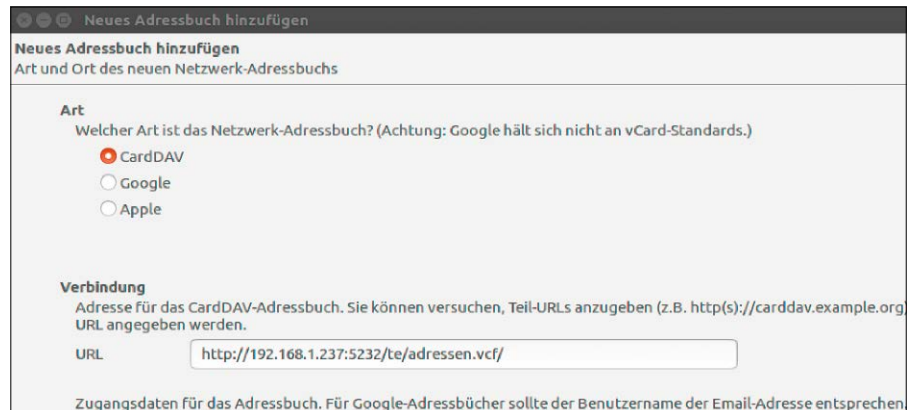 Neues Adressbuch hinzufügen
Neues Adressbuch hinzufügen
Art und Ort des neuen Netzwerk-Adressbuchs
Art
Welcher Art ist das Netzwerk-Adressbuch? (Achtung: Google hält sich nicht an vCard-Standards.)
CardDAV
Google
Apple
Verbindung
Adresse für das CardDAV-Adressbuch. Sie können versuchen, Teil-URLs anzugeben (z.B. http(s)://carddav.example.org)
URL angegeben werden.
URL http://192.168.1.237:5232/te/adressen.vcf/
Zugangsdaten für das Adressbuch. Für Google-Adressbücher sollte der Benutzername der Email-Adresse entsprechen.